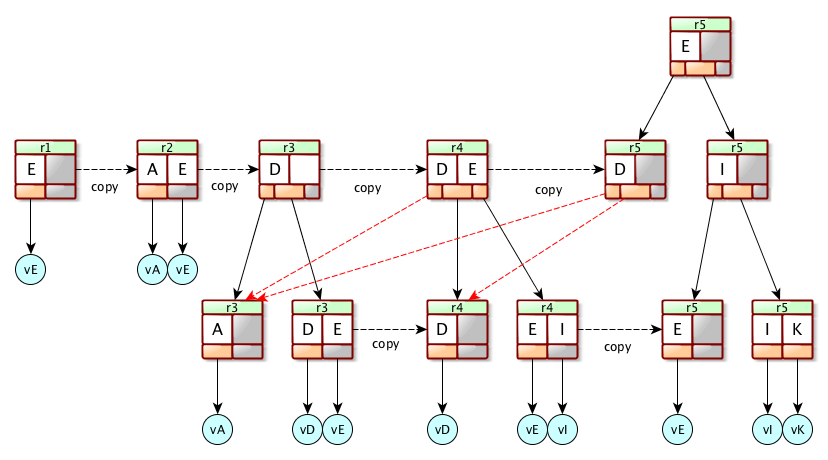 r5
E
r1
r2
r3
r4
r5
r5
E
A E
D
D E
D
I
copy
copy
copy
copy
vE
vA vE
r3
r3
r4
r4
r5
r5
A
D E
D
E I
E
I K
copy
copy
vA
vD vE
vD
vE vI
vE
vI vK